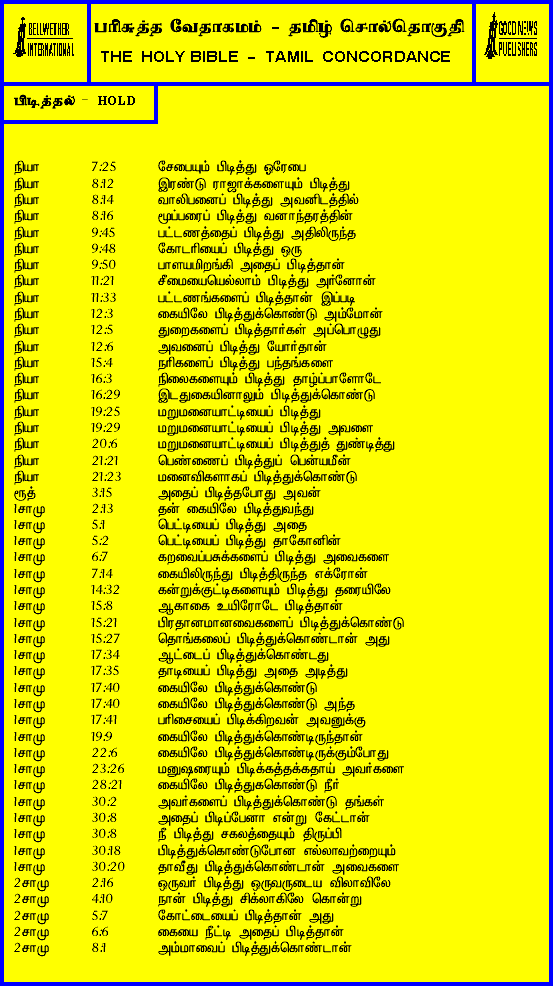 BELLWETHER
INTERNATIONAL
பரிசுத்த வேதாகமம் - தமிழ் சொல்தொகுதி
THE HOLY BIBLE - TAMIL CONCORDANCE
GOOD NEWS
PUBLISHERS
பிடித்தல் - HOLD
நியா 7:25 சேபையும் பிடித்து ஓரேபை
நியா 8:12 இரண்டு ராஜாக்களையும் பிடித்து
நியா 8:14 வாலிபனைப் பிடித்து அவனிடத்தில்
நியா 8:16 மூப்பரைப் பிடித்து வனாந்தரத்தின்
நியா 9:45 பட்டணத்தைப் பிடித்து அதிலிருந்த
நியா 9:48 கோடரியைப் பிடித்து ஒரு
நியா 9:50 பாளயமிறங்கி அதைப் பிடித்தான்
நியா 11:21 சீமையையெல்லாம் பிடித்து அர்னோன்
நியா 11:33 பட்டணங்களைப் பிடித்தான் இப்படி
நியா 12:3 கையிலே பிடித்துக்கொண்டு அம்மோன்
நியா 12:5 துறைகளைப் பிடித்தார்கள் அப்பொழுது
நியா 12:6 அவனைப் பிடித்து யோர்தான்
நியா 15:4 நரிகளைப் பிடித்து பந்தங்களை
நியா 16:3 நிலைகளையும் பிடித்து தாழ்ப்பாளோடே
நியா 16:29 இடதுகையினாலும் பிடித்துக்கொண்டு
நியா 19:25 மறுமனையாட்டியைப் பிடித்து
நியா 19:29 மறுமனையாட்டியைப் பிடித்து அவளை
நியா 20:6 மறுமனையாட்டியைப் பிடித்துத் துண்டித்து
நியா 21:21 பெண்ணைப் பிடித்துப் பென்யமீன்
நியா 21:23 மனைவிகளாகப் பிடித்துக்கொண்டு
ரூத் 3:15 அதைப் பிடித்தபோது அவன்
1சாமு 2:13 தன் கையிலே பிடித்துவந்து
1சாமு 5:1 பெட்டியைப் பிடித்து அதை
1சாமு 5:2 பெட்டியைப் பிடித்து தாகோனின்
1சாமு 6:7 கறவைப்பசுக்களைப் பிடித்து அவைகளை
1சாமு 7:14 கையிலிருந்து பிடித்திருந்த எக்ரோன்
1சாமு 14:32 கன்றுக்குட்டிகளையும் பிடித்து தரையிலே
1சாமு 15:8 ஆகாகை உயிரோடே பிடித்தான்
1சாமு 15:21 பிரதானமானவைகளைப் பிடித்துக்கொண்டு
1சாமு 15:27 தொங்கலைப் பிடித்துக்கொண்டான் அது
1சாமு 17:34 ஆட்டைப் பிடித்துக்கொண்டது
1சாமு 17:35 தாடியைப் பிடித்து அதை அடித்து
1சாமு 17:40 கையிலே பிடித்துக்கொண்டு
1சாமு 17:40 கையிலே பிடித்துக்கொண்டு அந்த
1சாமு 17:41 பரிசையைப் பிடிக்கிறவன் அவனுக்கு
1சாமு 19:9 கையிலே பிடித்துக்கொண்டிருந்தான்
1சாமு 22:6 கையிலே பிடித்துக்கொண்டிருக்கும்போது
1சாமு 23:26 மனுஷரையும் பிடிக்கத்தக்கதாய் அவர்களை
1சாமு 28:21 கையிலே பிடித்துககொண்டு நீர்
1சாமு 30:2 அவர்களைப் பிடித்துக்கொண்டு தங்கள்
1சாமு 30:8 அதைப் பிடிப்பேனா என்று கேட்டான்
1சாமு 30:8 நீ பிடித்து சகலத்தையும் திருப்பி
1சாமு 30:18 பிடித்துக்கொண்டுபோன எல்லாவற்றையும்
1சாமு 30:20 தாவீது பிடித்துக்கொண்டான் அவைகளை
2சாமு 2:16 ஒருவர் பிடித்து ஒருவருடைய விலாவிலே
2சாமு 4:10 நான் பிடித்து சிக்லாகிலே கொன்று
2சாமு 5:7 கோட்டையைப் பிடித்தான் அது
2சாமு 6:6 கையை நீட்டி அதைப் பிடித்தான்
2சாமு 8:1 அம்மாவைப் பிடித்துக்கொண்டான்